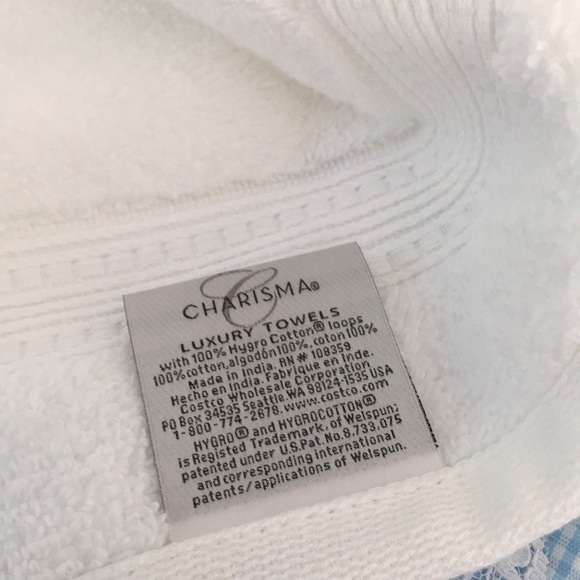 C
CHARISMA®
LUXURY TOWELS
with 100% Hygro Cotton® loops
100%cotton,algodón100%,coton100%
Made in India. RN# 108359
Hecho en India. Fabrique en Inde.
Costco Wholesale Corporation,
PO Box 34535 Seattle, WA 98124-1535 USA
1-800-774-2678.www.costco.com
HYGRO® and HYGROCOTTON®
is Registed Trademark, of Welspun;
patented under U.S.Pat.No.8,733,075
and corresponding international
patents/applications of Welspun.